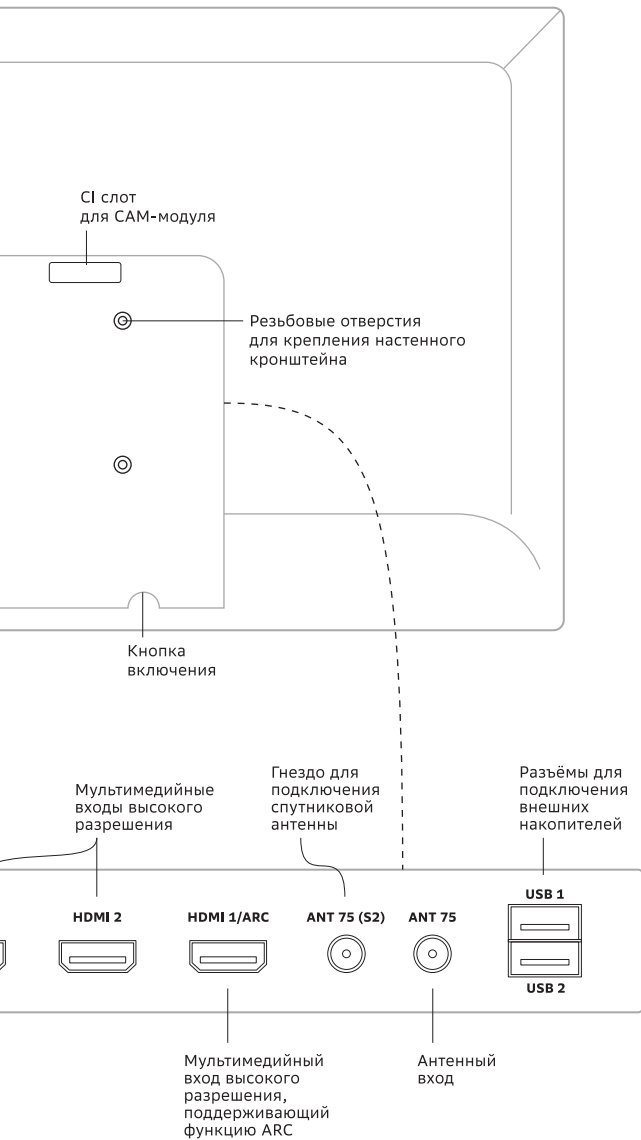 CI слот
для CAM-модуля
Резьбовые отверстия
для крепления настенного
кронштейна
Кнопка
включения
Мультимедийные
входы высокого
разрешения
Гнездо для
подключения
спутниковой
антенны
Разъёмы для
подключения
внешних
накопителей
HDMI 2
HDMI 1/ARC
ANT 75 (S2)
ANT 75
USB 1
USB 2
Мультимедийный
вход высокого
разрешения,
поддерживающий
функцию ARC
Антенный
вход